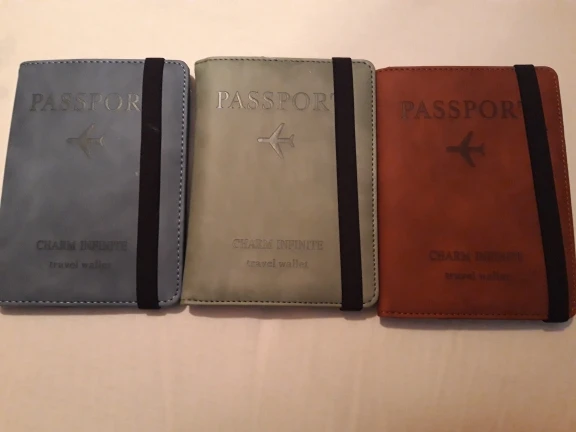 PASSPORT
CHARM INFINITE
travel wallet
PASSPORT
CHARM INFINITE
travel wallet
PASSPORT
CHARM INFINITE
travel wallet